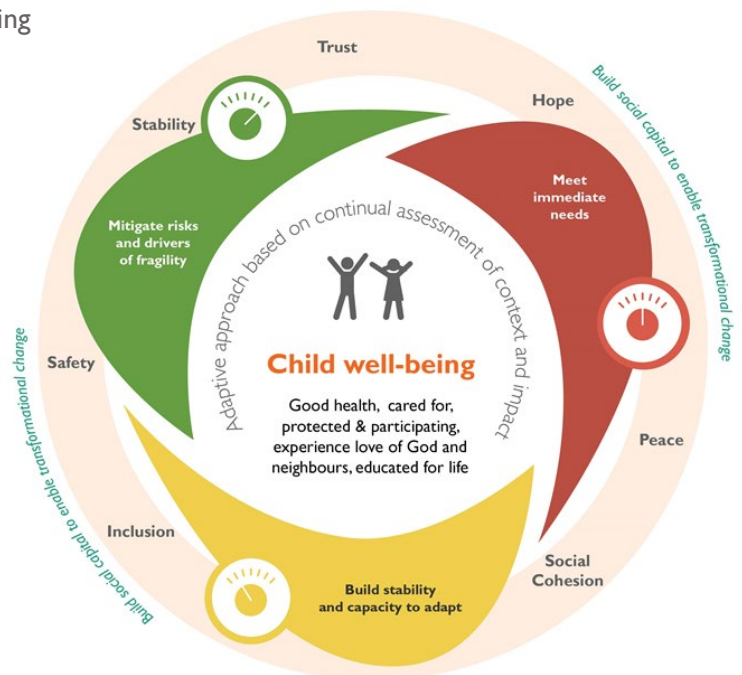 ing
Trust
Hope
Stability
Build social capital to enable transformational change
Meet
immediate
needs
Mitigate risks
and drivers
of fragility
Adaptive approach based on continual assessment of context and impact
Child well-being
Good health, cared for,
protected & participating,
experience love of God and
neighbours, educated for life
Safety
Peace
Inclusion
Social
Cohesion
Build stability
and capacity to adapt
Build social capital to enable transformational change